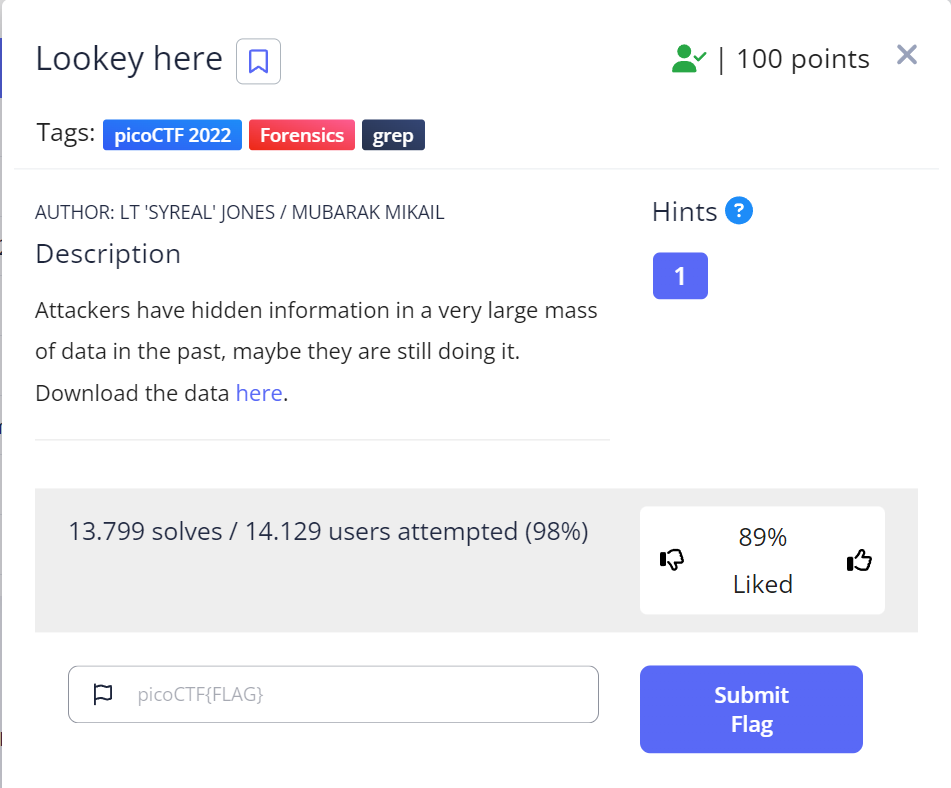 Lookey here
| 100 points
Tags: picoCTF 2022 Forensics grep
AUTHOR: LT 'SYREAL' JONES / MUBARAK MIKAIL
Hints ?
Description
1
Attackers have hidden information in a very large mass
of data in the past, maybe they are still doing it.
Download the data here.
13.799 solves / 14.129 users attempted (98%)
89%
Liked
picoCTF{FLAG}
Submit
Flag